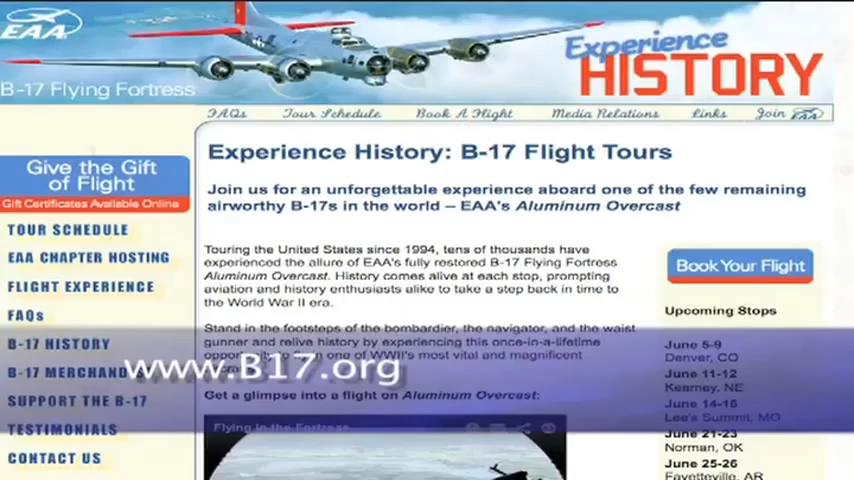 EAA
B-17 Flying Fortress
Experience
HISTORY
FAQs Tour Schedule Book A Flight Media Relations Links Join EAA
Give the Gift
of Flight
Gift Certificates Available Online
TOUR SCHEDULE
EAA CHAPTER HOSTING
FLIGHT EXPERIENCE
FAQs
B-17 HISTORY
B-17 MERCHAND
SUPPORT THE B-17
TESTIMONIALS
CONTACT US
Experience History: B-17 Flight Tours
Join us for an unforgettable experience aboard one of the few remaining
airworthy B-17s in the world – EAA's Aluminum Overcast
Touring the United States since 1994, tens of thousands have
experienced the allure of EAA's fully restored B-17 Flying Fortress
Aluminum Overcast. History comes alive at each stop, prompting
aviation and history enthusiasts alike to take a step back in time to
the World War II era.
Stand in the footsteps of the bombardier, the navigator, and the waist
gunner and relive history by experiencing this once-in-a-lifetime
one of WWII's most vital and magnificent
www.B17.org
Get a glimpse into a flight on Aluminum Overcast:
Flying in the Fortress
Book Your Flight
Upcoming Stops
June 5-9
Denver, CO
June 11-12
Kearney, NE
June 14-16
Lee's Summit, MO
June 21-23
Norman, OK
June 25-26
Fayetteville, AR